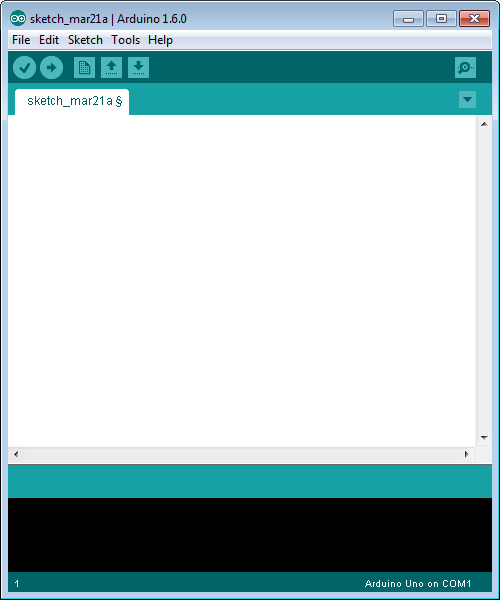 sketch_mar21a | Arduino 1.6.0
File Edit Sketch Tools Help
sketch_mar21a §
1 Arduino Uno on COM1